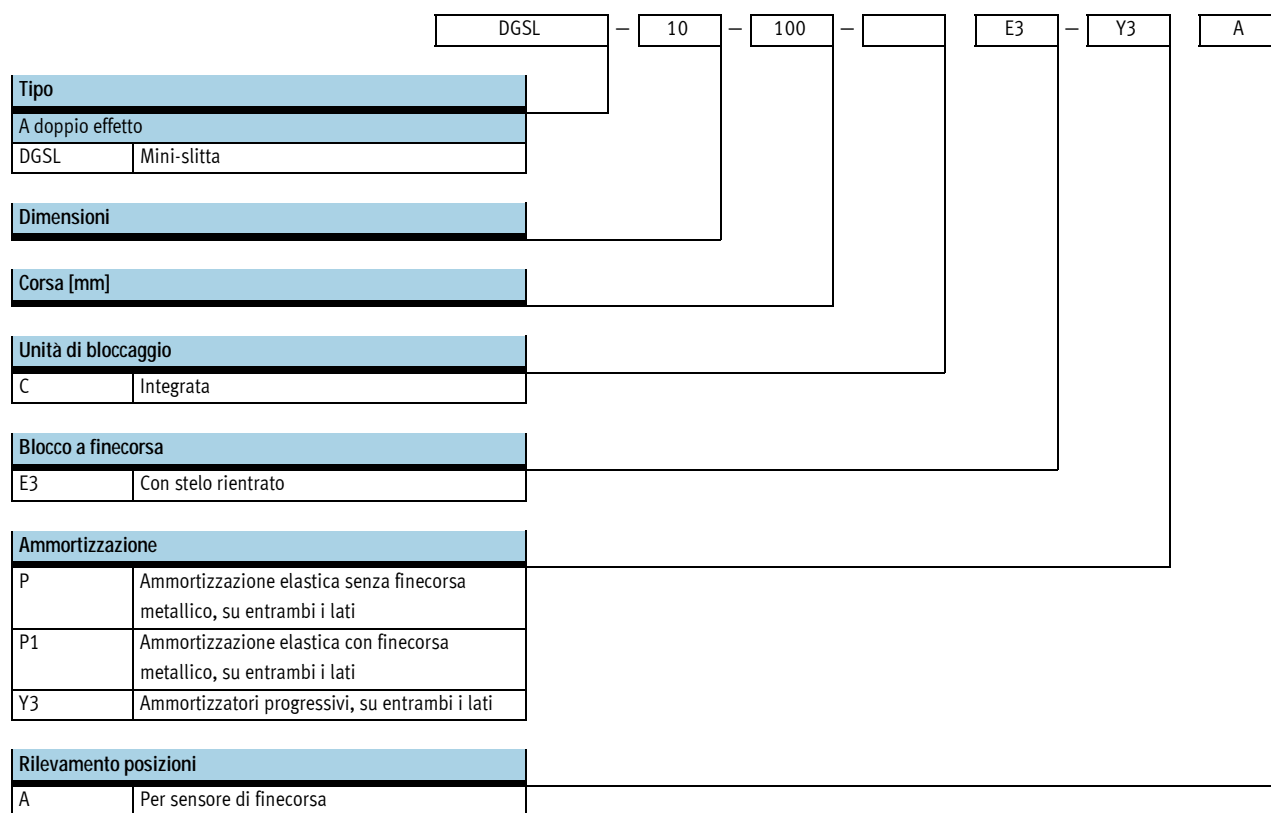 DGSL – 10 – 100 – E3 – Y3 A
Tipo
A doppio effetto
DGSL Mini-slitta
Dimensioni
Corsa [mm]
Unità di bloccaggio
C Integrata
Blocco a finecorsa
E3 Con stelo rientrato
Ammortizzazione
P Ammortizzazione elastica senza finecorsa
metallico, su entrambi i lati
P1 Ammortizzazione elastica con finecorsa
metallico, su entrambi i lati
Y3 Ammortizzatori progressivi, su entrambi i lati
Rilevamento posizioni
A Per sensore di finecorsa